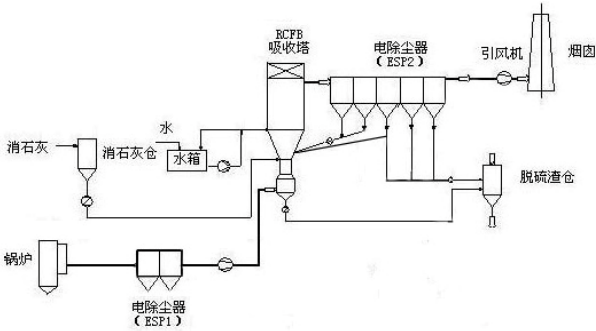 RCFB
吸收塔
电除尘器
(ESP2)
引风机
烟囱
水
消石灰
消石灰仓
水箱
脱硫渣仓
锅炉
电除尘器
(ESP1)